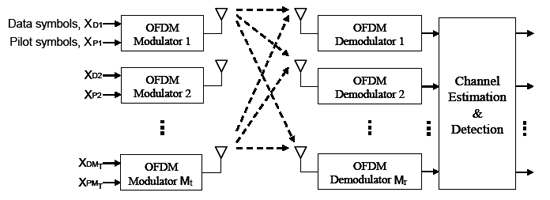 Data symbols, XD1
Pilot symbols, XP1
OFDM
Modulator 1
OFDM
Demodulator 1
XD2
XP2
OFDM
Modulator 2
OFDM
Demodulator 2
Channel
Estimation
&
Detection
XDMT
XPMT
OFDM
Modulator Mt
OFDM
Demodulator Mr